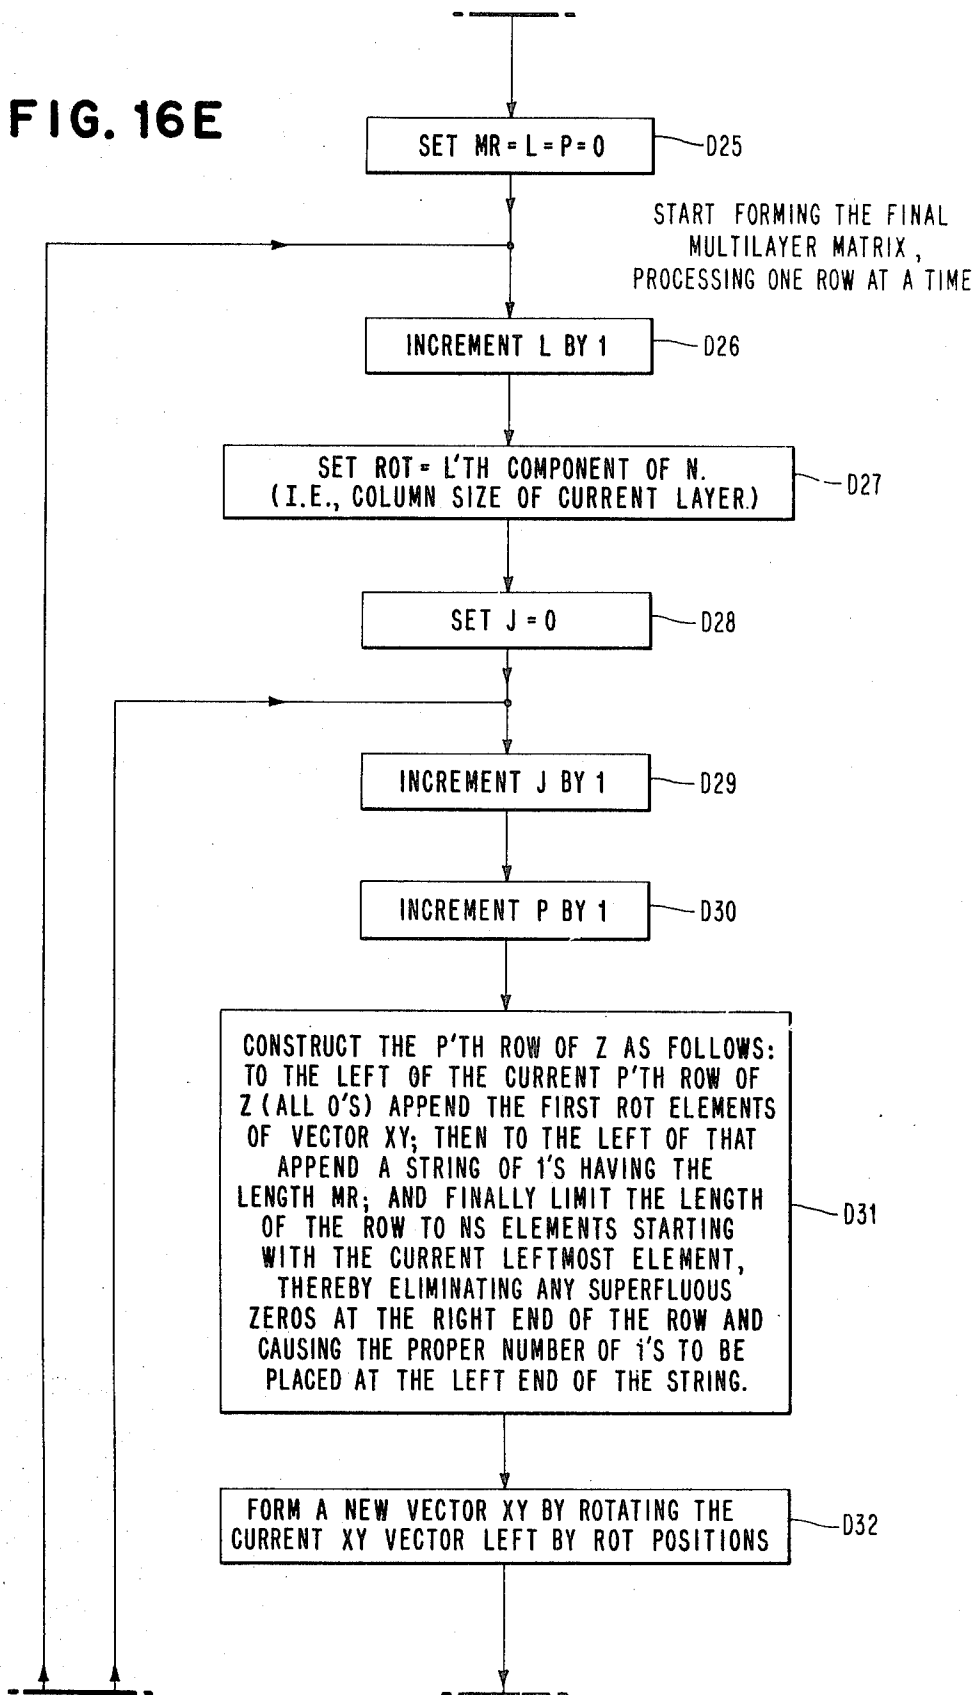 FIG. 16E
SET MR = L = P = 0
D25
START FORMING THE FINAL
MULTILAYER MATRIX,
PROCESSING ONE ROW AT A TIME
INCREMENT L BY 1
D26
SET ROT = L'TH COMPONENT OF N.
(I.E., COLUMN SIZE OF CURRENT LAYER.)
D27
SET J = 0
D28
INCREMENT J BY 1
D29
INCREMENT P BY 1
D30
CONSTRUCT THE P'TH ROW OF Z AS FOLLOWS:
TO THE LEFT OF THE CURRENT P'TH ROW OF
Z (ALL 0'S) APPEND THE FIRST ROT ELEMENTS
OF VECTOR XY; THEN TO THE LEFT OF THAT
APPEND A STRING OF 1'S HAVING THE
LENGTH MR; AND FINALLY LIMIT THE LENGTH
OF THE ROW TO NS ELEMENTS STARTING
WITH THE CURRENT LEFTMOST ELEMENT,
THEREBY ELIMINATING ANY SUPERFLUOUS
ZEROS AT THE RIGHT END OF THE ROW AND
CAUSING THE PROPER NUMBER OF 1'S TO BE
PLACED AT THE LEFT END OF THE STRING.
D31
FORM A NEW VECTOR XY BY ROTATING THE
CURRENT XY VECTOR LEFT BY ROT POSITIONS
D32